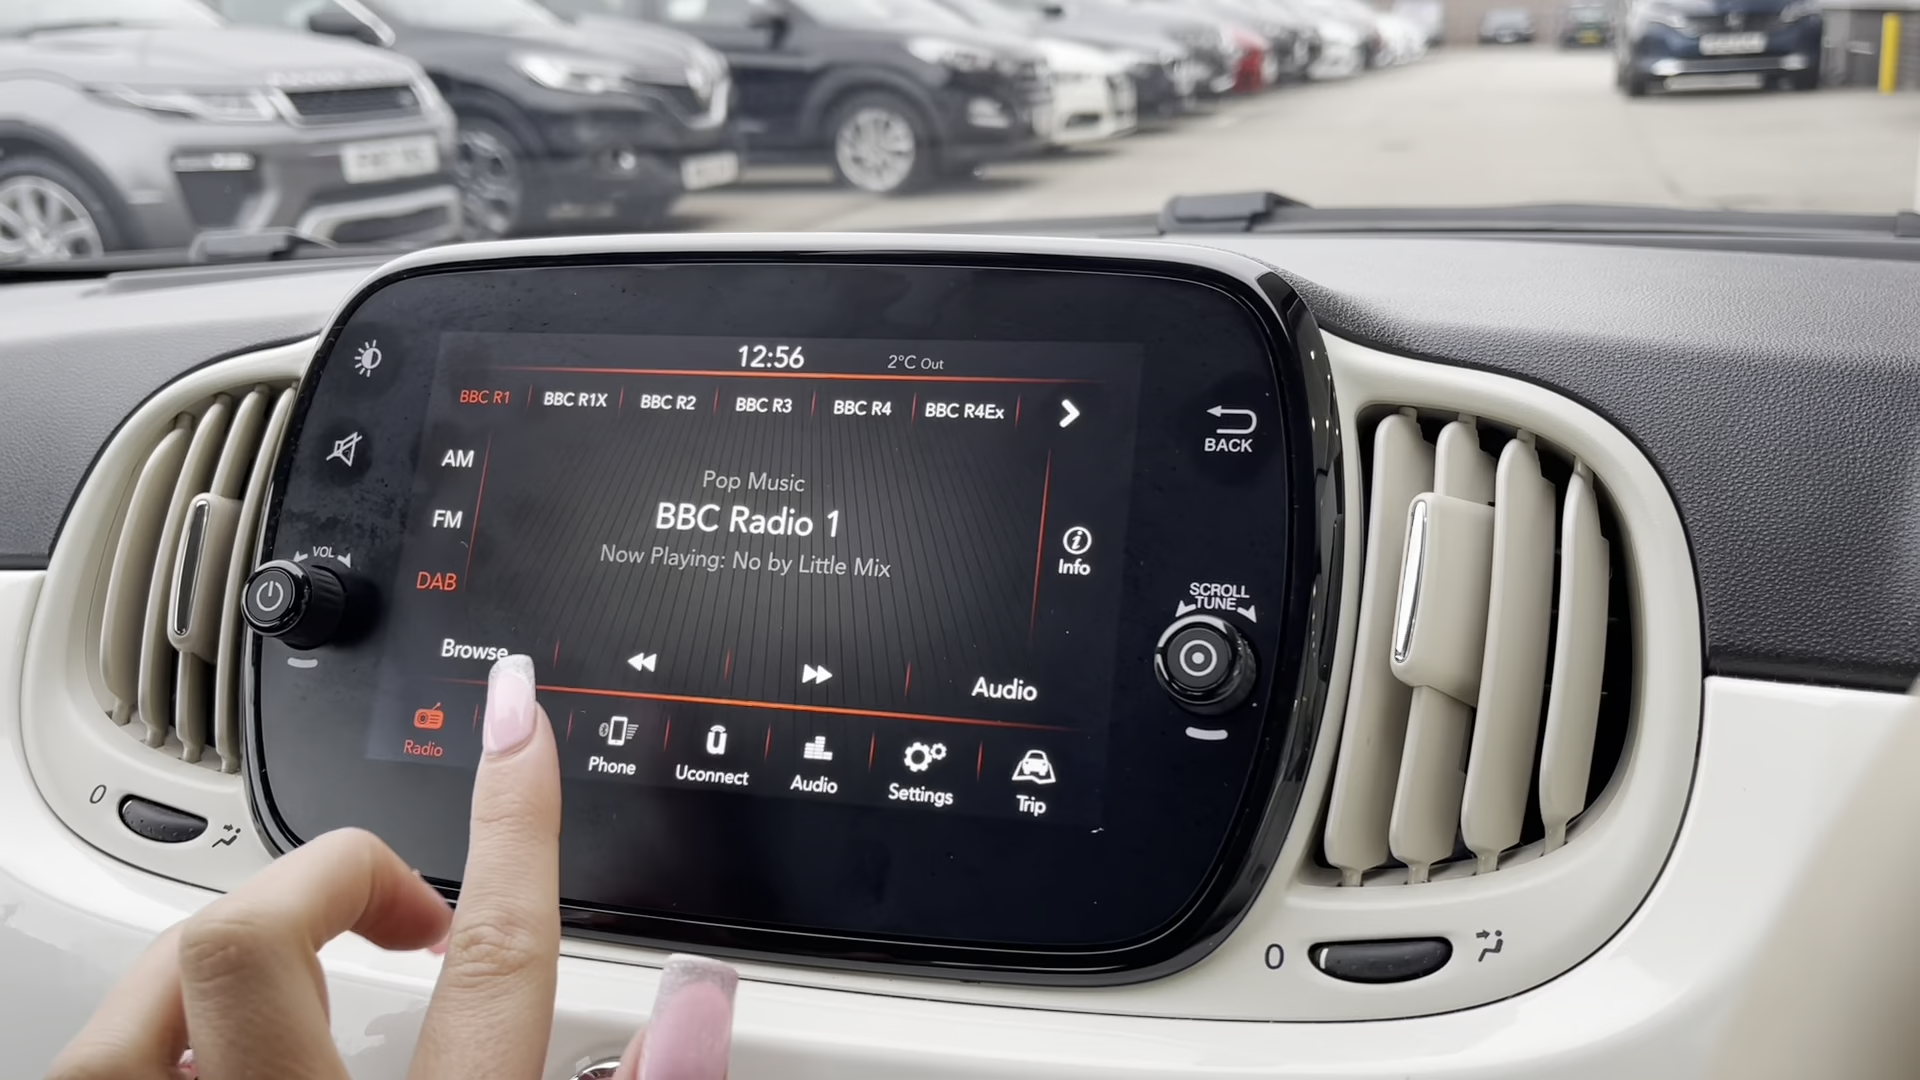 12:56
2°C Out
BBC R1 BBC R1X BBC R2 BBC R3 BBC R4 BBC R4Ex
AM
FM
DAB
Pop Music
BBC Radio 1
Now Playing: No by Little Mix
Info
Browse
Audio
Radio Phone Uconnect Audio Settings Trip
VOL
BACK
SCROLL
TUNE
0
0